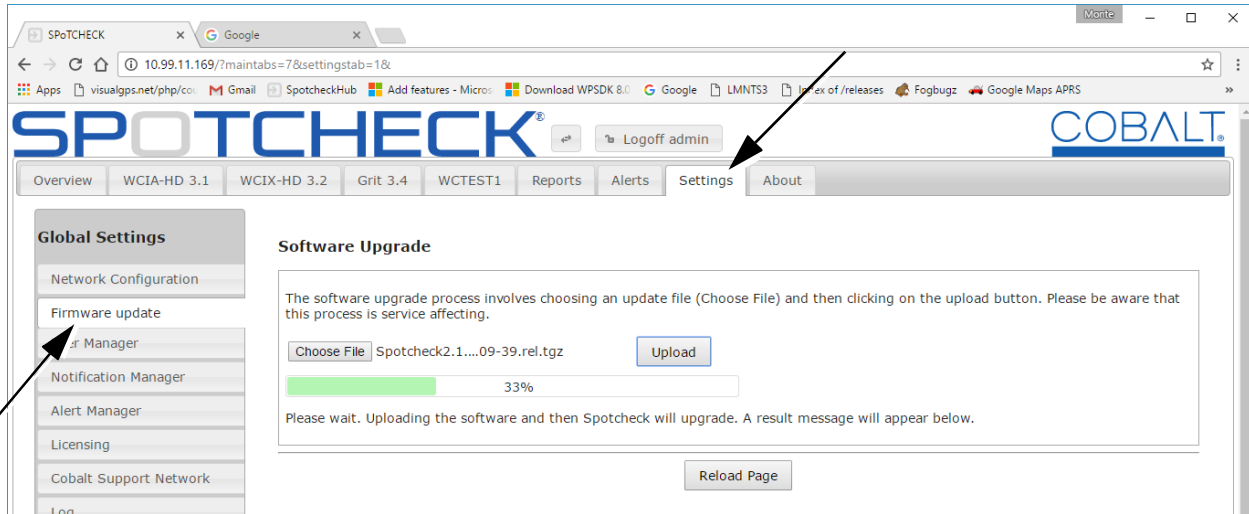 Monte
SPoTCHECK
Google
10.99.11.169/?maintabs=7&settingstab=1&
Apps visualgps.net/php/co Gmail SpotcheckHub Add features - Micros Download WPSDK 8.0 Google LMNTS3 of /releases Fogbugz Google Maps APRS »
SPOTCHECK® Logoff admin COBALT®
Overview WCIA-HD 3.1 WCIX-HD 3.2 Grit 3.4 WCTEST1 Reports Alerts Settings About
Global Settings
Network Configuration
Firmware update
Manager
Notification Manager
Alert Manager
Licensing
Cobalt Support Network
Log
Software Upgrade
The software upgrade process involves choosing an update file (Choose File) and then clicking on the upload button. Please be aware that
this process is service affecting.
Choose File Spotcheck2.1....09-39.rel.tgz Upload
33%
Please wait. Uploading the software and then Spotcheck will upgrade. A result message will appear below.
Reload Page